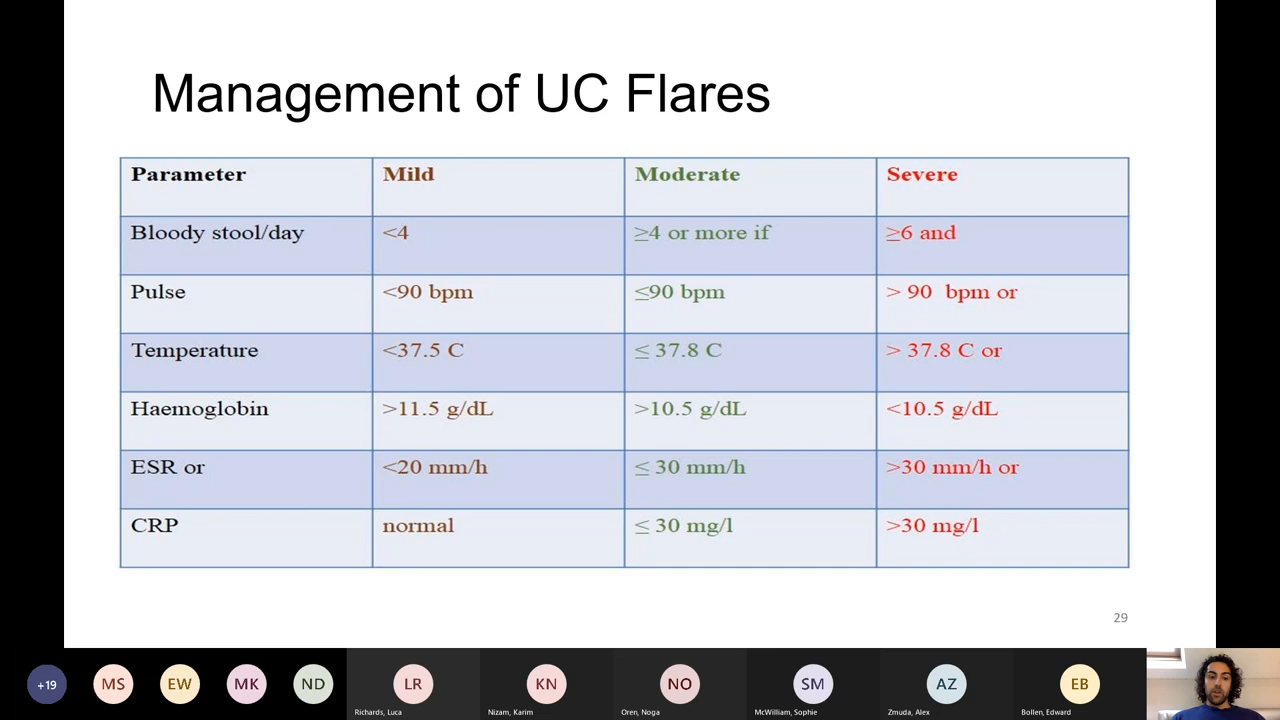 Management of UC Flares
Parameter Mild Moderate Severe
Bloody stool/day <4 ≥4 or more if ≥6 and
Pulse <90 bpm ≤90 bpm > 90 bpm or
Temperature <37.5 C ≤ 37.8 C > 37.8 C or
Haemoglobin >11.5 g/dL >10.5 g/dL <10.5 g/dL
ESR or <20 mm/h ≤ 30 mm/h >30 mm/h or
CRP normal ≤ 30 mg/l >30 mg/l
29
+19 MS EW MK ND LR KN NO SM AZ EB
Richards, Luca Nizam, Karim Oren, Noga McWilliam, Sophie Zmuda, Alex Bollen, Edward